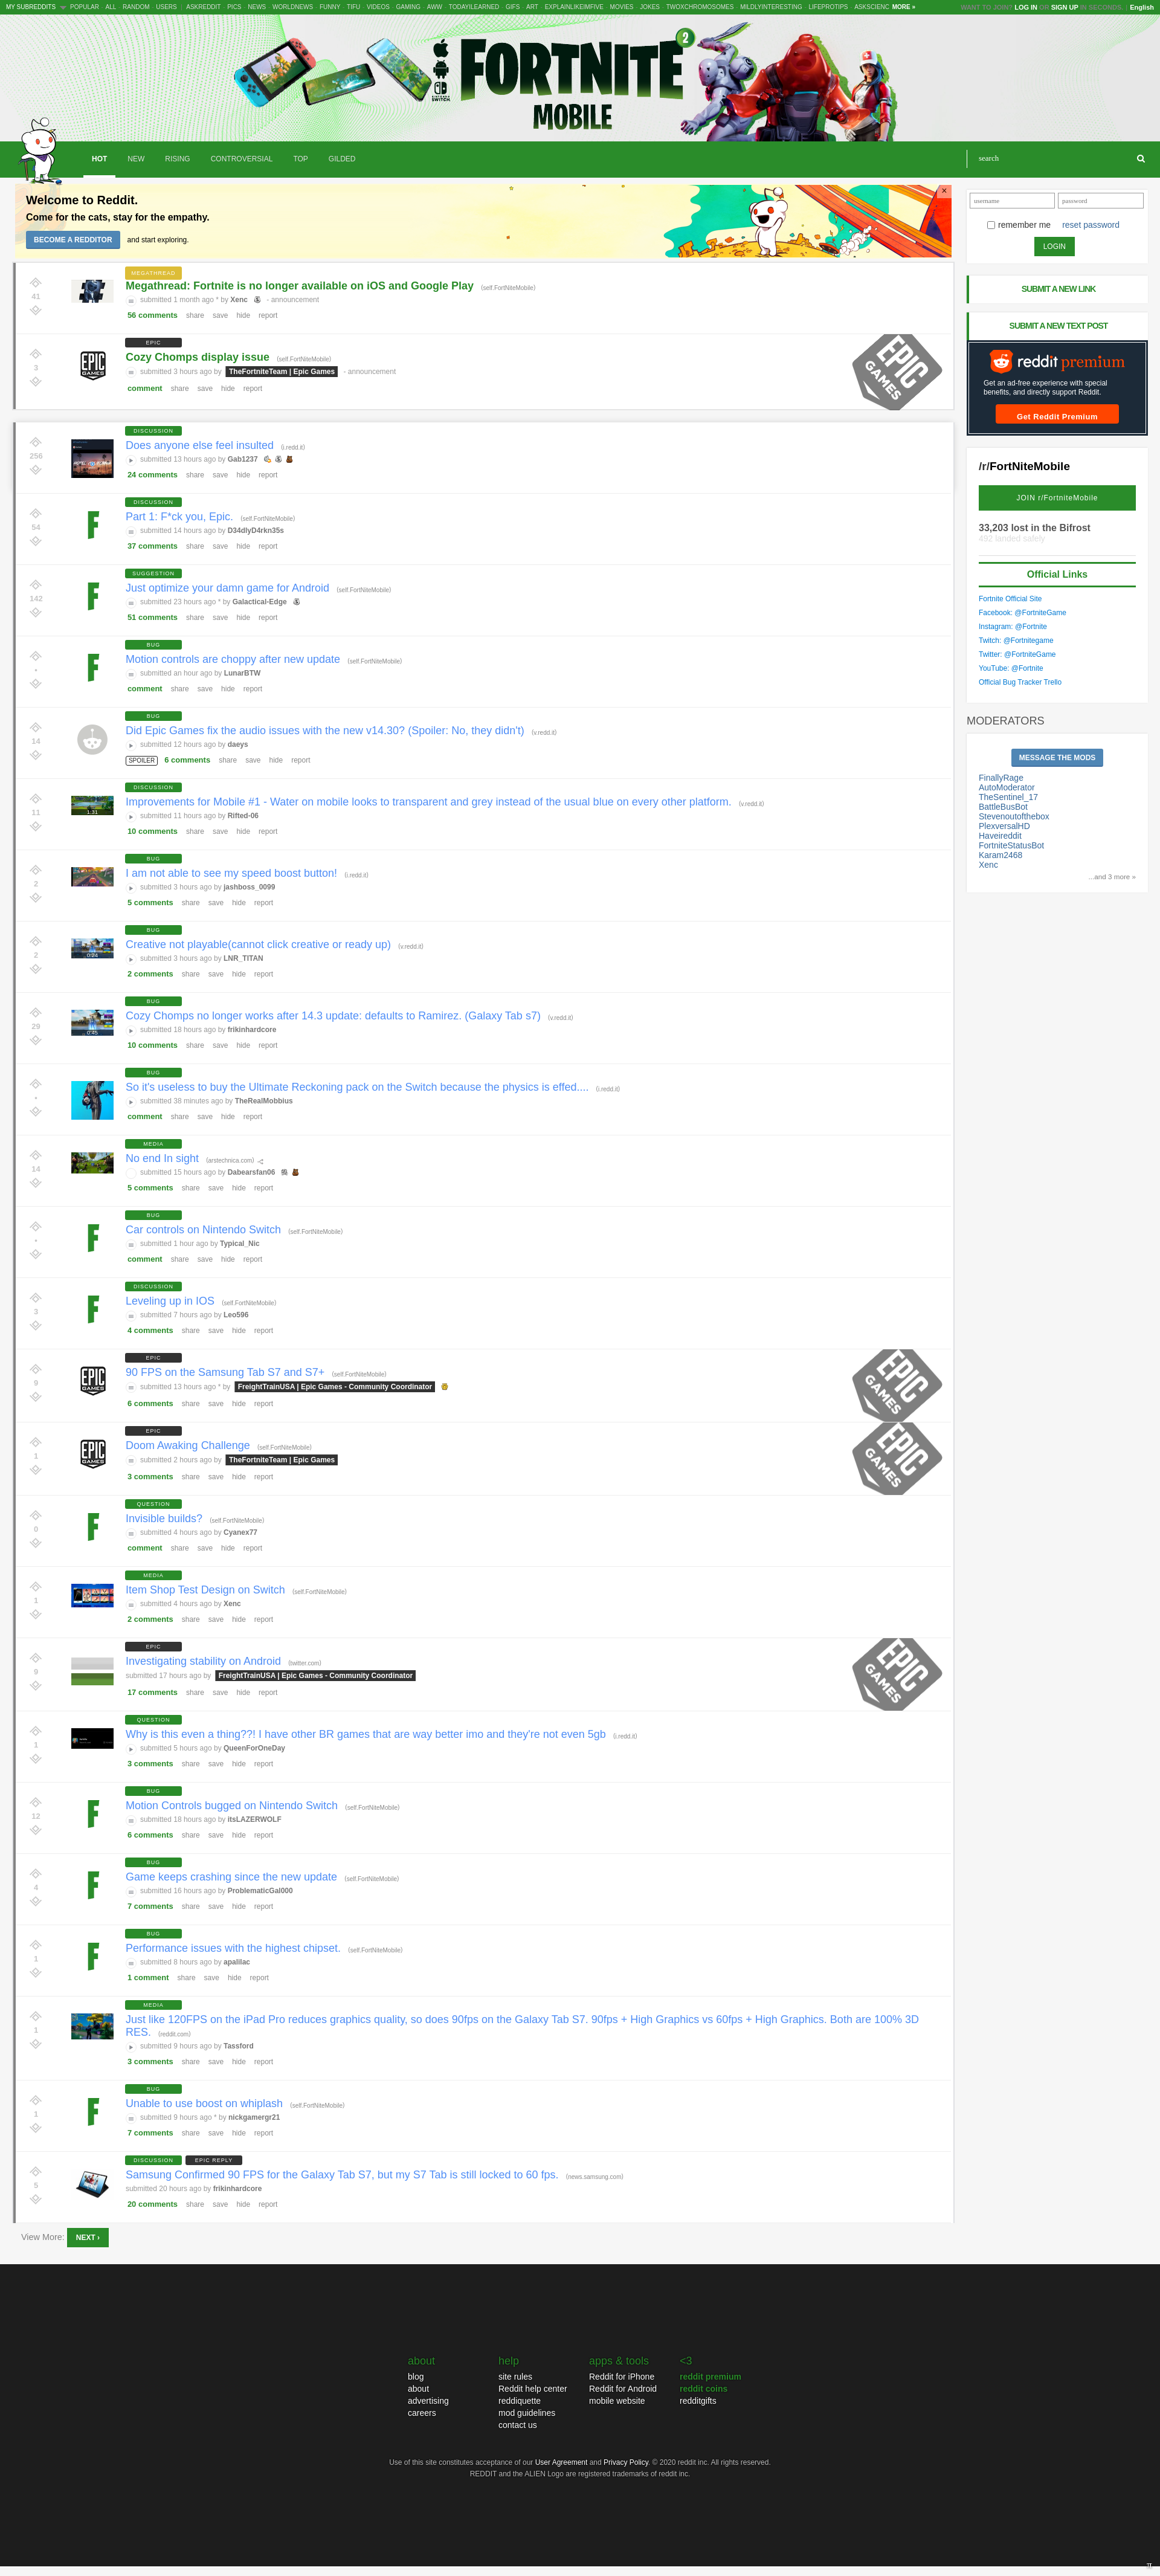 MY SUBREDDITS POPULAR ALL RANDOM USERS ASKREDDIT PICS NEWS WORLDNEWS FUNNY TIFU VIDEOS GAMING AWW TODAYILEARNED GIFS ART EXPLAINLIKEIMFIVE MOVIES JOKES TWOXCHROMOSOMES MILDLYINTERESTING LIFEPROTIPS ASKSCIENC MORE »
WANT TO JOIN? LOG IN OR SIGN UP IN SECONDS. English
FORTNITE 2
MOBILE
HOT NEW RISING CONTROVERSIAL TOP GILDED
search
Welcome to Reddit.
Come for the cats, stay for the empathy.
BECOME A REDDITOR and start exploring.
×
MEGATHREAD
41
Megathread: Fortnite is no longer available on iOS and Google Play (self.FortNiteMobile)
submitted 1 month ago * by Xenc - announcement
56 comments share save hide report
EPIC
3
Cozy Chomps display issue (self.FortNiteMobile)
submitted 3 hours ago by TheFortniteTeam | Epic Games - announcement
comment share save hide report
DISCUSSION
256
Does anyone else feel insulted (i.redd.it)
submitted 13 hours ago by Gab1237
24 comments share save hide report
DISCUSSION
54
Part 1: F*ck you, Epic. (self.FortNiteMobile)
submitted 14 hours ago by D34dlyD4rkn35s
37 comments share save hide report
SUGGESTION
142
Just optimize your damn game for Android (self.FortNiteMobile)
submitted 23 hours ago * by Galactical-Edge
51 comments share save hide report
BUG
•
Motion controls are choppy after new update (self.FortNiteMobile)
submitted an hour ago by LunarBTW
comment share save hide report
BUG
14
Did Epic Games fix the audio issues with the new v14.30? (Spoiler: No, they didn't) (v.redd.it)
submitted 12 hours ago by daeys
SPOILER 6 comments share save hide report
DISCUSSION
11
1:31
Improvements for Mobile #1 - Water on mobile looks to transparent and grey instead of the usual blue on every other platform. (v.redd.it)
submitted 11 hours ago by Rifted-06
10 comments share save hide report
BUG
2
I am not able to see my speed boost button! (i.redd.it)
submitted 3 hours ago by jashboss_0099
5 comments share save hide report
BUG
2
0:24
Creative not playable(cannot click creative or ready up) (v.redd.it)
submitted 3 hours ago by LNR_TITAN
2 comments share save hide report
BUG
29
0:45
Cozy Chomps no longer works after 14.3 update: defaults to Ramirez. (Galaxy Tab s7) (v.redd.it)
submitted 18 hours ago by frikinhardcore
10 comments share save hide report
BUG
•
So it's useless to buy the Ultimate Reckoning pack on the Switch because the physics is effed.... (i.redd.it)
submitted 38 minutes ago by TheRealMobbius
comment share save hide report
MEDIA
14
No end In sight (arstechnica.com)
submitted 15 hours ago by Dabearsfan06
5 comments share save hide report
BUG
•
Car controls on Nintendo Switch (self.FortNiteMobile)
submitted 1 hour ago by Typical_Nic
comment share save hide report
DISCUSSION
3
Leveling up in IOS (self.FortNiteMobile)
submitted 7 hours ago by Leo596
4 comments share save hide report
EPIC
9
90 FPS on the Samsung Tab S7 and S7+ (self.FortNiteMobile)
submitted 13 hours ago * by FreightTrainUSA | Epic Games - Community Coordinator
6 comments share save hide report
EPIC
1
Doom Awaking Challenge (self.FortNiteMobile)
submitted 2 hours ago by TheFortniteTeam | Epic Games
3 comments share save hide report
QUESTION
0
Invisible builds? (self.FortNiteMobile)
submitted 4 hours ago by Cyanex77
comment share save hide report
MEDIA
1
Item Shop Test Design on Switch (self.FortNiteMobile)
submitted 4 hours ago by Xenc
2 comments share save hide report
EPIC
9
Investigating stability on Android (twitter.com)
submitted 17 hours ago by FreightTrainUSA | Epic Games - Community Coordinator
17 comments share save hide report
QUESTION
1
Why is this even a thing??! I have other BR games that are way better imo and they're not even 5gb (i.redd.it)
submitted 5 hours ago by QueenForOneDay
3 comments share save hide report
BUG
12
Motion Controls bugged on Nintendo Switch (self.FortNiteMobile)
submitted 18 hours ago by itsLAZERWOLF
6 comments share save hide report
BUG
4
Game keeps crashing since the new update (self.FortNiteMobile)
submitted 16 hours ago by ProblematicGal000
7 comments share save hide report
BUG
1
Performance issues with the highest chipset. (self.FortNiteMobile)
submitted 8 hours ago by apalilac
1 comment share save hide report
MEDIA
1
Just like 120FPS on the iPad Pro reduces graphics quality, so does 90fps on the Galaxy Tab S7. 90fps + High Graphics vs 60fps + High Graphics. Both are 100% 3D
RES. (reddit.com)
submitted 9 hours ago by Tassford
3 comments share save hide report
BUG
1
Unable to use boost on whiplash (self.FortNiteMobile)
submitted 9 hours ago * by nickgamergr21
7 comments share save hide report
DISCUSSION EPIC REPLY
5
Samsung Confirmed 90 FPS for the Galaxy Tab S7, but my S7 Tab is still locked to 60 fps. (news.samsung.com)
submitted 20 hours ago by frikinhardcore
20 comments share save hide report
View More: NEXT ›
username password
remember me reset password
LOGIN
SUBMIT A NEW LINK
SUBMIT A NEW TEXT POST
reddit premium
Get an ad-free experience with special
benefits, and directly support Reddit.
Get Reddit Premium
/r/FortNiteMobile
JOIN r/FortniteMobile
33,203 lost in the Bifrost
492 landed safely
Official Links
Fortnite Official Site
Facebook: @FortniteGame
Instagram: @Fortnite
Twitch: @Fortnitegame
Twitter: @FortniteGame
YouTube: @Fortnite
Official Bug Tracker Trello
MODERATORS
MESSAGE THE MODS
FinallyRage
AutoModerator
TheSentinel_17
BattleBusBot
Stevenoutofthebox
PlexversalHD
Haveireddit
FortniteStatusBot
Karam2468
Xenc
...and 3 more »
about
blog
about
advertising
careers
help
site rules
Reddit help center
reddiquette
mod guidelines
contact us
apps & tools
Reddit for iPhone
Reddit for Android
mobile website
<3
reddit premium
reddit coins
redditgifts
Use of this site constitutes acceptance of our User Agreement and Privacy Policy. © 2020 reddit inc. All rights reserved.
REDDIT and the ALIEN Logo are registered trademarks of reddit inc.
π